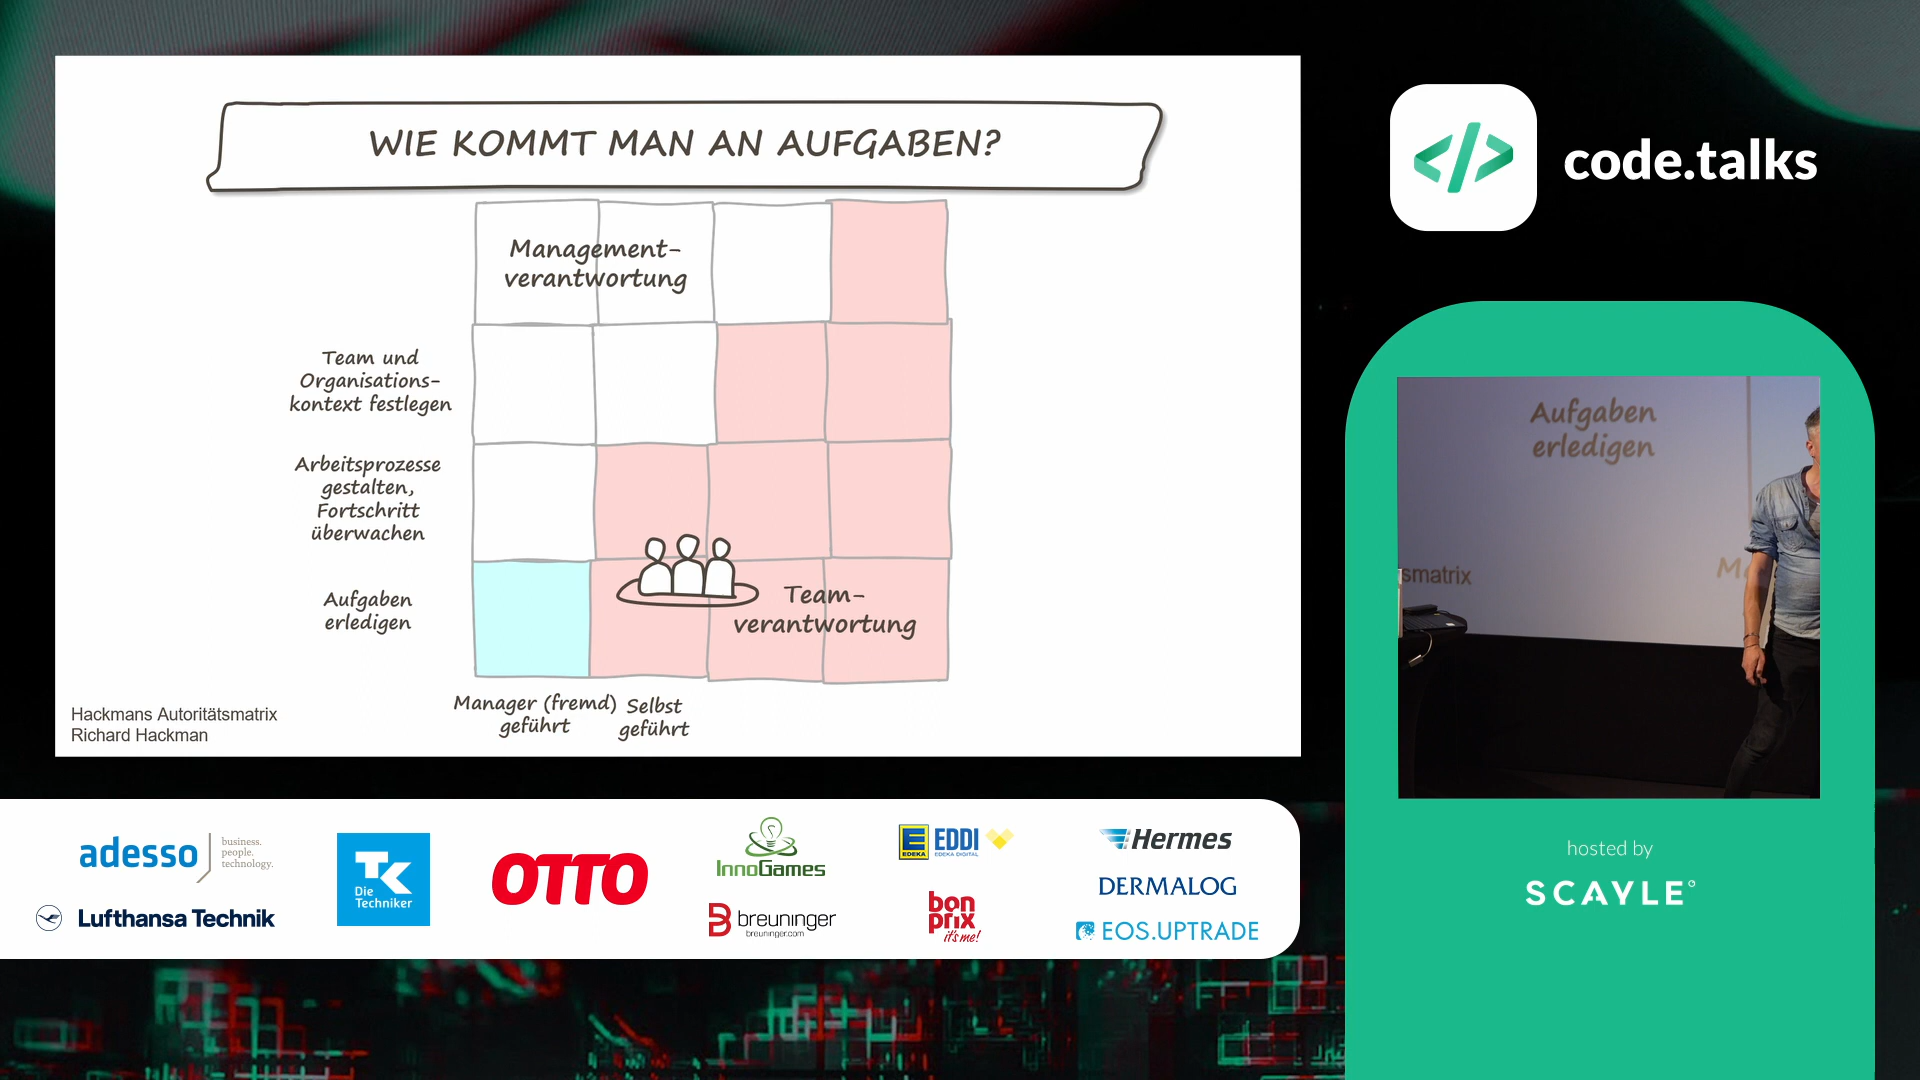 WIE KOMMT MAN AN AUFGABEN?
Management-
verantwortung
Team und
Organisations-
kontext festlegen
Arbeitsprozesse
gestalten,
Fortschritt
überwachen
Aufgaben
erledigen
Team-
verantwortung
Manager (fremd)
geführt
Selbst
geführt
Hackmans Autoritätsmatrix
Richard Hackman
</> code.talks
Aufgaben
erledigen
smatrix
hosted by
SCAYLE
adesso
business.
people.
technology.
Lufthansa Technik
TK
Die
Techniker
OTTO
InnoGames
breuninger
breuninger.com
E
EDEKA
EDDI
EDEKA DIGITAL
bon
prix
it's me!
Hermes
DERMALOG
EOS.UPTRADE